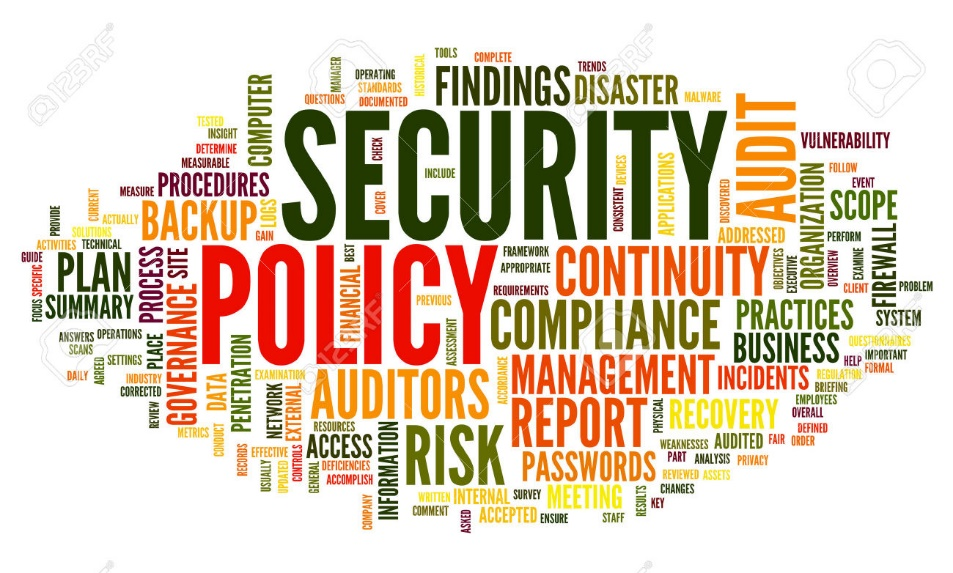 TOOLS
COMPLETE
MANAGER
OPERATING
STANDARDS
DOCUMENTED
HISTORICAL
FINDINGS
TRENDS
DISASTER
MALWARE
QUESTIONS
TESTED
INSIGHT
DETERMINE
MEASURABLE
COMPUTER
SECURITY
CHECK
INCLUDE
COVER
CONSISTENT
DEVICES
APPLICATIONS
DISCOVERED
AUDIT
VULNERABILITY
FOLLOW
EVENT
SCOPE
ORGANIZATION
PERFORM
MEASURE
PROCEDURES
BACKUP
LOGS
GAIN
ADDRESSED
PROVIDE
CURRENT
ACTUALLY
SOLUTIONS
ACTIVITIES
TECHNICAL
GUIDE
SPECIFIC
FOCUS
PLAN
SUMMARY
PROCESS
SITE
GOVERNANCE
POLICY
FINANCIAL
BEST
PREVIOUS
ASSESSMENT
FRAMEWORK
APPROPRIATE
REQUIREMENTS
CONTINUITY
OBJECTIVES
EXECUTIVE
OVERVIEW
EXAMINE
CLIENT
FIREWALL
PROBLEM
SYSTEM
COMPLIANCE
PRACTICES
BUSINESS
QUESTIONNAIRES
IMPORTANT
HELP
FORMAL
ANSWERS
OPERATIONS
SCANS
AGREED
SETTINGS
PLACE
DAILY
INDUSTRY
CORRECTED
REVIEW
METRICS
DATA
CONDUCT
PENETRATION
EXAMINATION
NETWORK
EXTERNAL
AUDITORS
ACCORDANCE
MANAGEMENT
INCIDENTS
REGULATION
BRIEFING
EMPLOYEES
OVERALL
DEFINED
ORDER
FAIR
REPORT
PHYSICAL
RECOVERY
WEAKNESSES
AUDITED
PART
ANALYSIS
PRIVACY
REVIEWED
ASSETS
CHANGES
KEY
RESULTS
RECORDS
EFFECTIVE
USUALLY
UPDATED
CONTROLS
RESOURCES
ACCESS
GENERAL
DEFICIENCIES
ACCOMPLISH
COMPANY
INFORMATION
RISK
PASSWORDS
WRITTEN
COMMENT
INTERNAL
SURVEY
MEETING
ASKED
ACCEPTED
ENSURE
STAFF
123RF